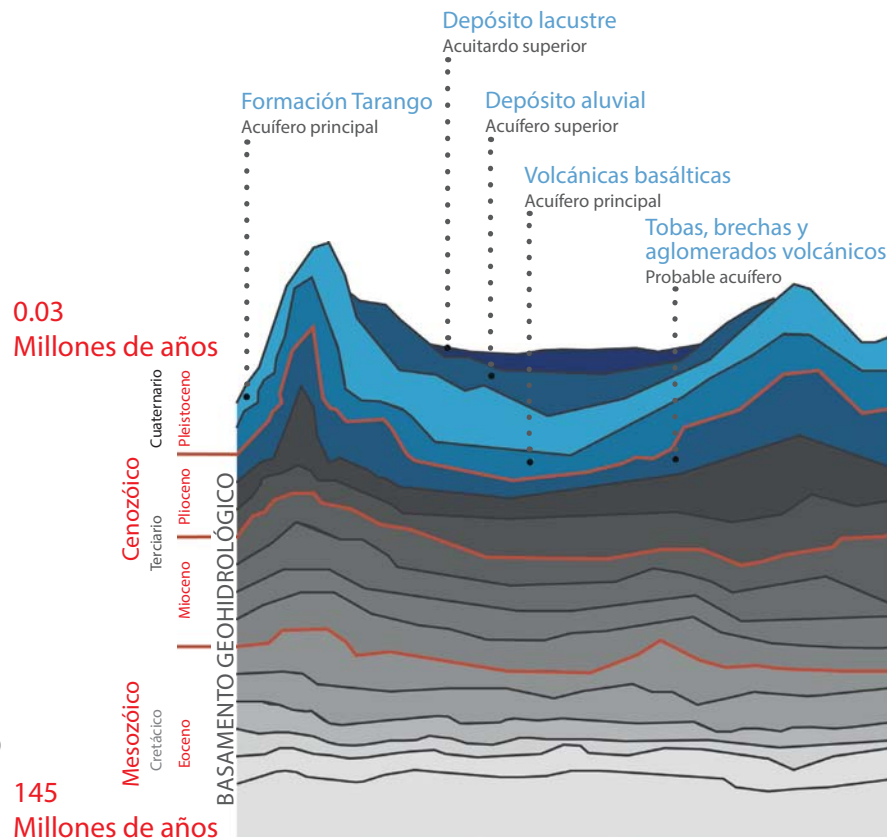 Depósito lacustre
Acuitardo superior
Formación Tarango
Acuífero principal
Depósito aluvial
Acuífero superior
Volcánicas basálticas
Acuífero principal
Tobas, brechas y
aglomerados volcánicos
Probable acuífero
0.03
Millones de años
Cenozóico
Cuaternario
Pleistoceno
Terciario
Plioceno
Mioceno
Mesozóico
Cretácico
Eoceno
BASAMENTO GEOHIDROLÓGICO
145
Millones de años